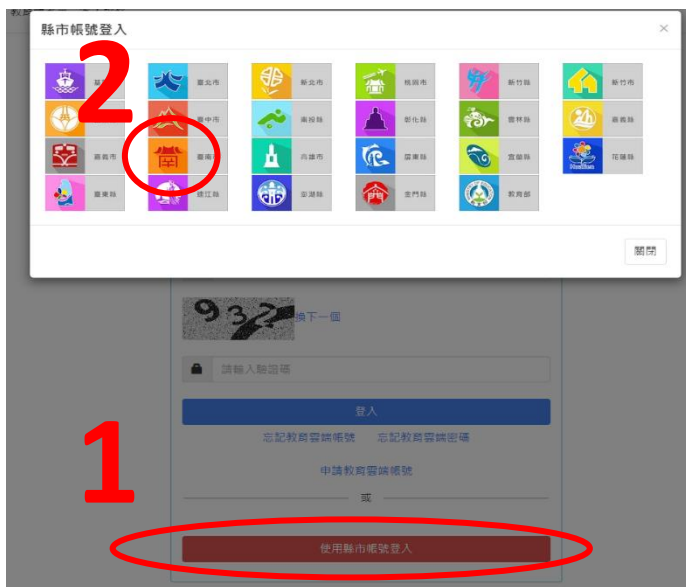 縣市帳號登入
×
2
臺北市 新北市 桃園市 新竹縣 新竹市
臺中市 南投縣 彰化縣 雲林縣 嘉義縣
嘉義市 臺南 高雄市 屏東縣 宜蘭縣 花蓮縣
臺東縣 連江縣 澎湖縣 金門縣 教育部
關閉
932 換下一個
請輸入驗證碼
登入
忘記教育雲端帳號 忘記教育雲端密碼
1
申請教育雲端帳號
或
使用縣市帳號登入